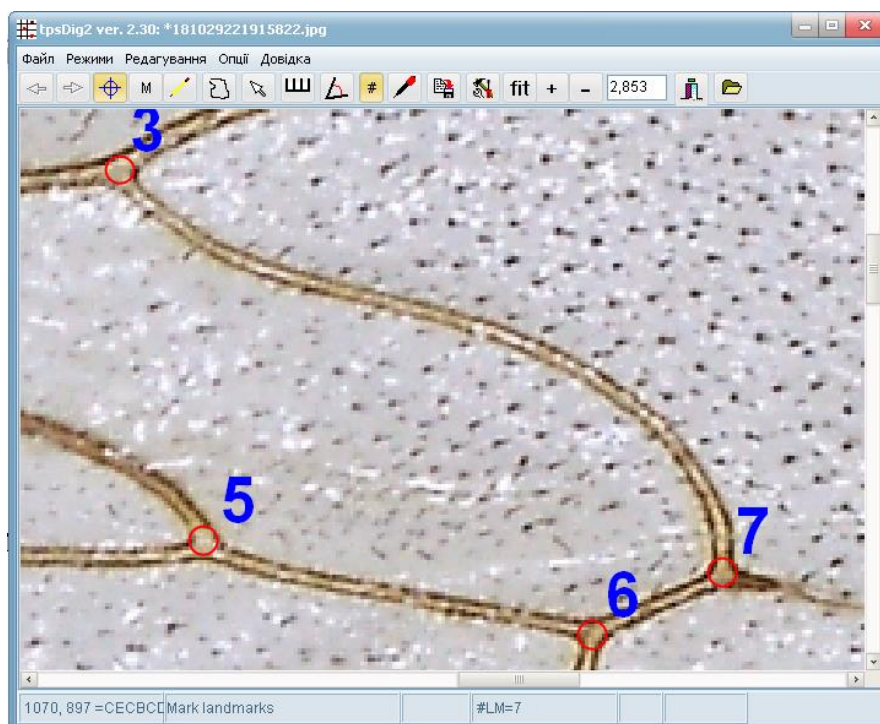 tpsDig2 ver. 2.30: *181029221915822.jpg
Файл Режими Редагування Опції Довідка
M # fit + - 2,853
3
5
7
6
1070, 897 =CECBCD Mark landmarks #LM=7